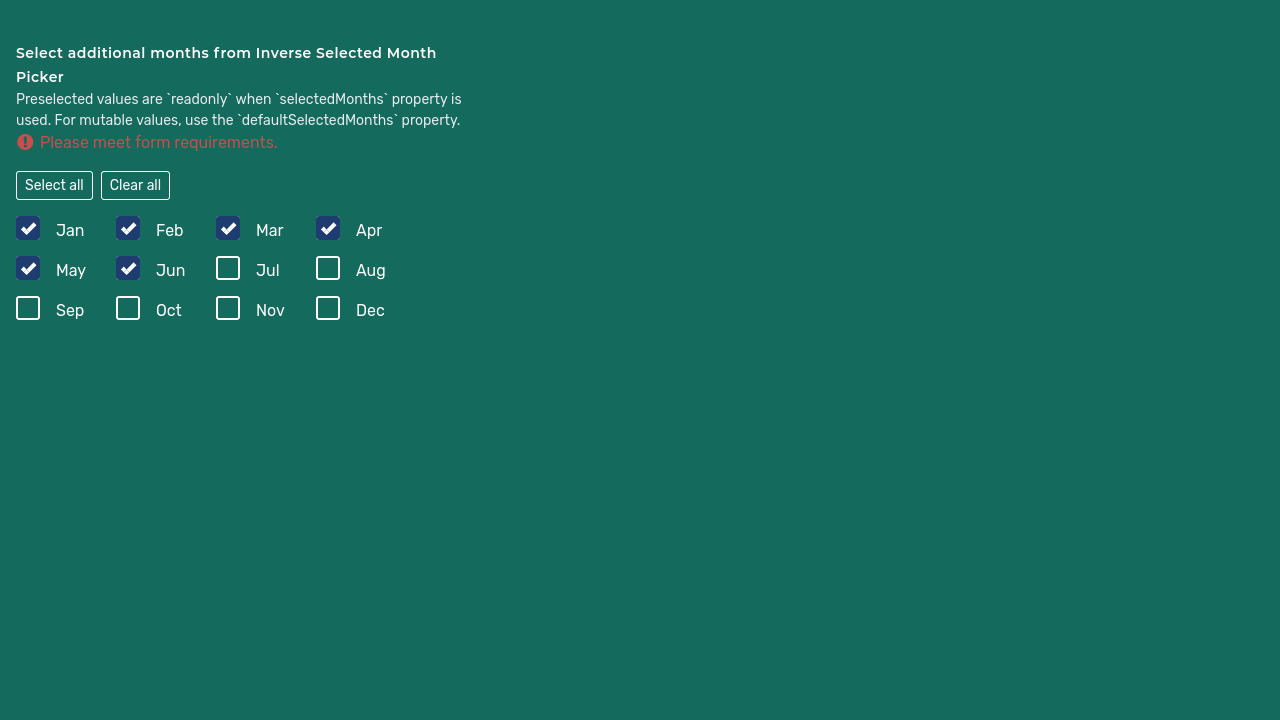 Select additional months from Inverse Selected Month
Picker
Preselected values are `readonly` when `selectedMonths` property is
used. For mutable values, use the `defaultSelectedMonths` property.
Please meet form requirements.
Select all Clear all
Jan Feb Mar Apr
May Jun Jul Aug
Sep Oct Nov Dec